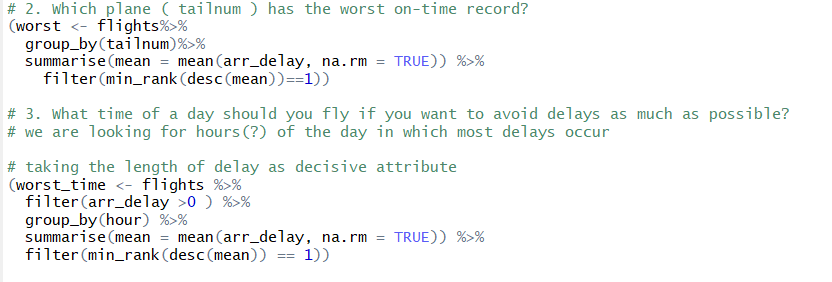 # 2. Which plane ( tailnum ) has the worst on-time record?
(worst <- flights%>%
  group_by(tailnum)%>%
  summarise(mean = mean(arr_delay, na.rm = TRUE)) %>%
    filter(min_rank(desc(mean))==1))

# 3. What time of a day should you fly if you want to avoid delays as much as possible?
# we are looking for hours(?) of the day in which most delays occur

# taking the length of delay as decisive attribute
(worst_time <- flights %>%
  filter(arr_delay >0 ) %>%
  group_by(hour) %>%
  summarise(mean = mean(arr_delay, na.rm = TRUE)) %>%
  filter(min_rank(desc(mean)) == 1))